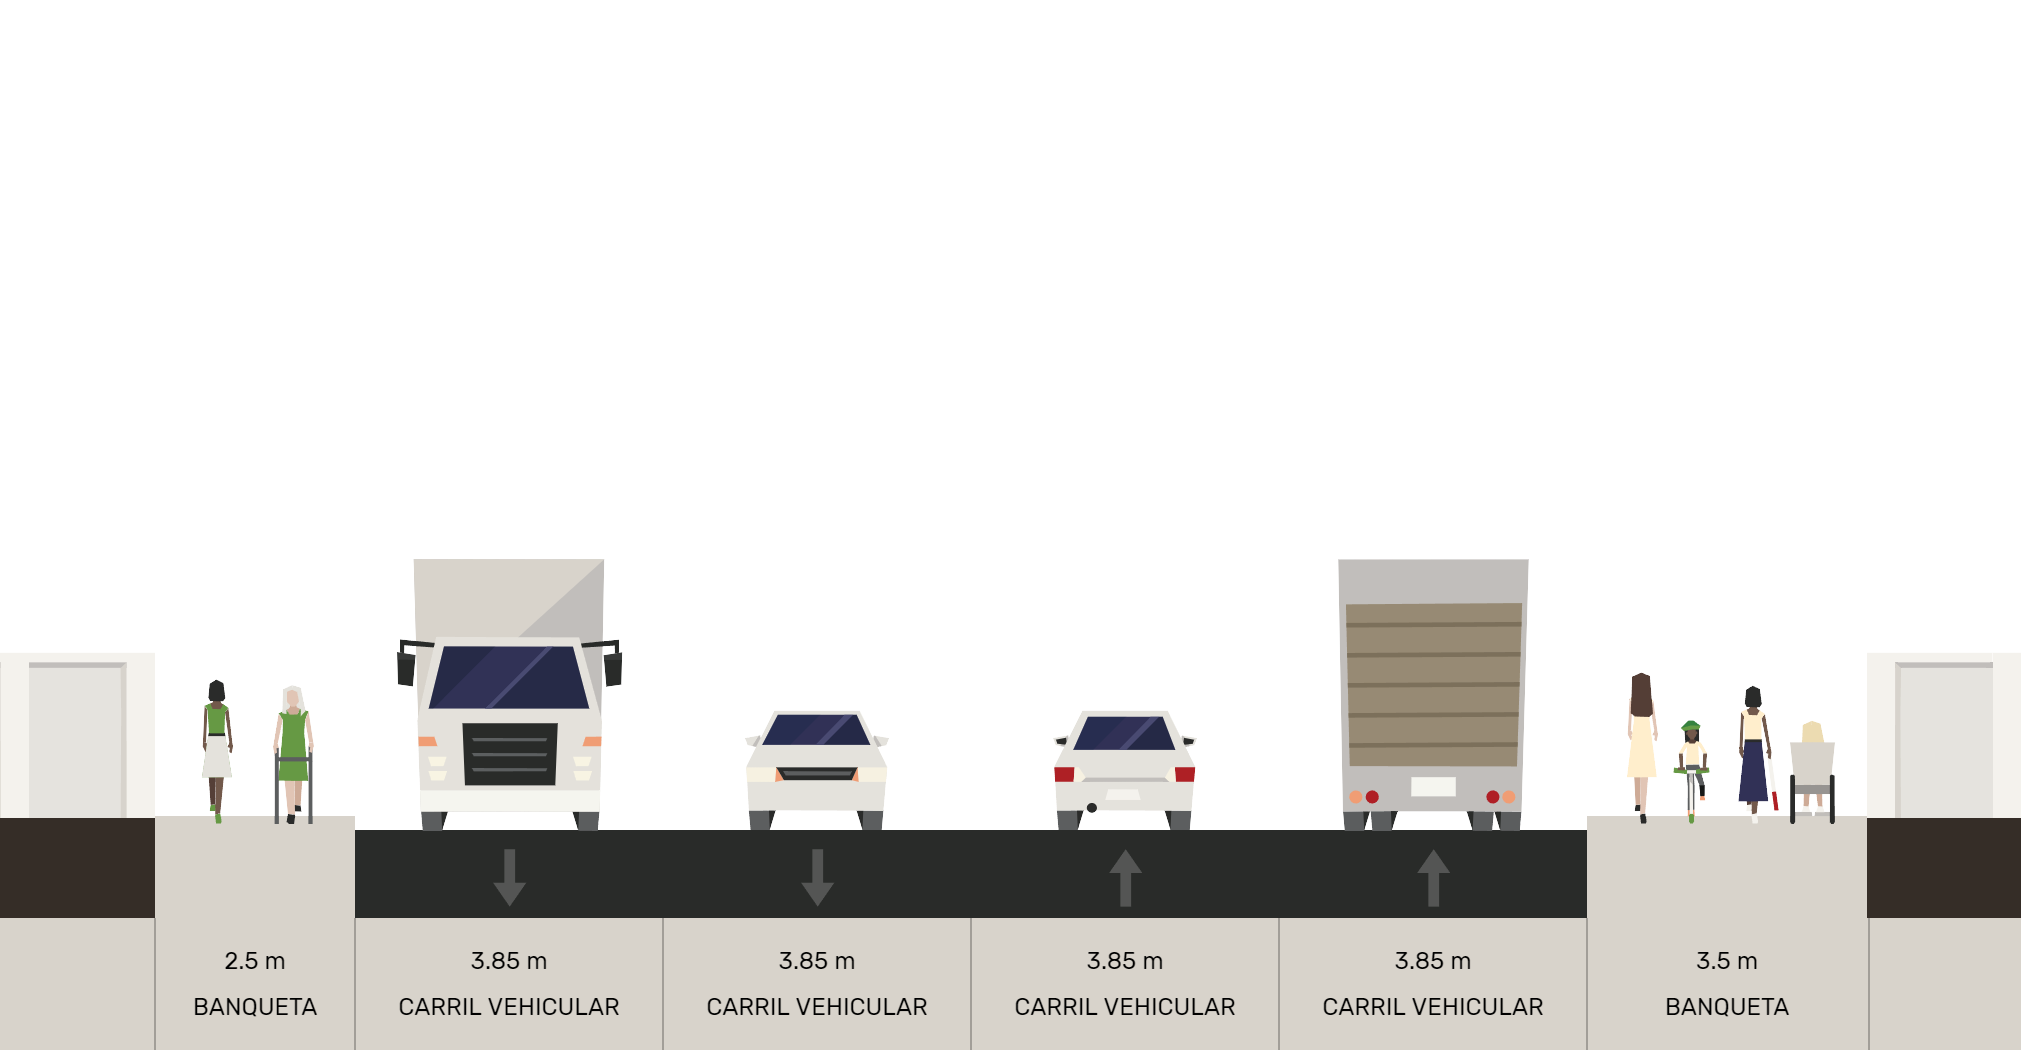 2.5 m
BANQUETA
3.85 m
CARRIL VEHICULAR
3.85 m
CARRIL VEHICULAR
3.85 m
CARRIL VEHICULAR
3.85 m
CARRIL VEHICULAR
3.5 m
BANQUETA